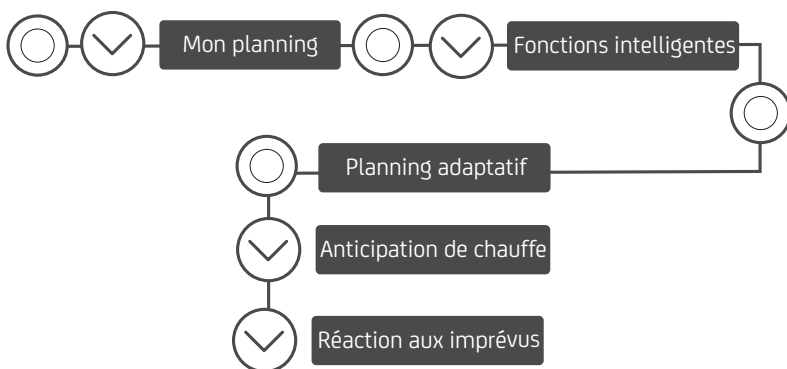 Mon planning
Fonctions intelligentes
Planning adaptatif
Anticipation de chauffe
Réaction aux imprévus